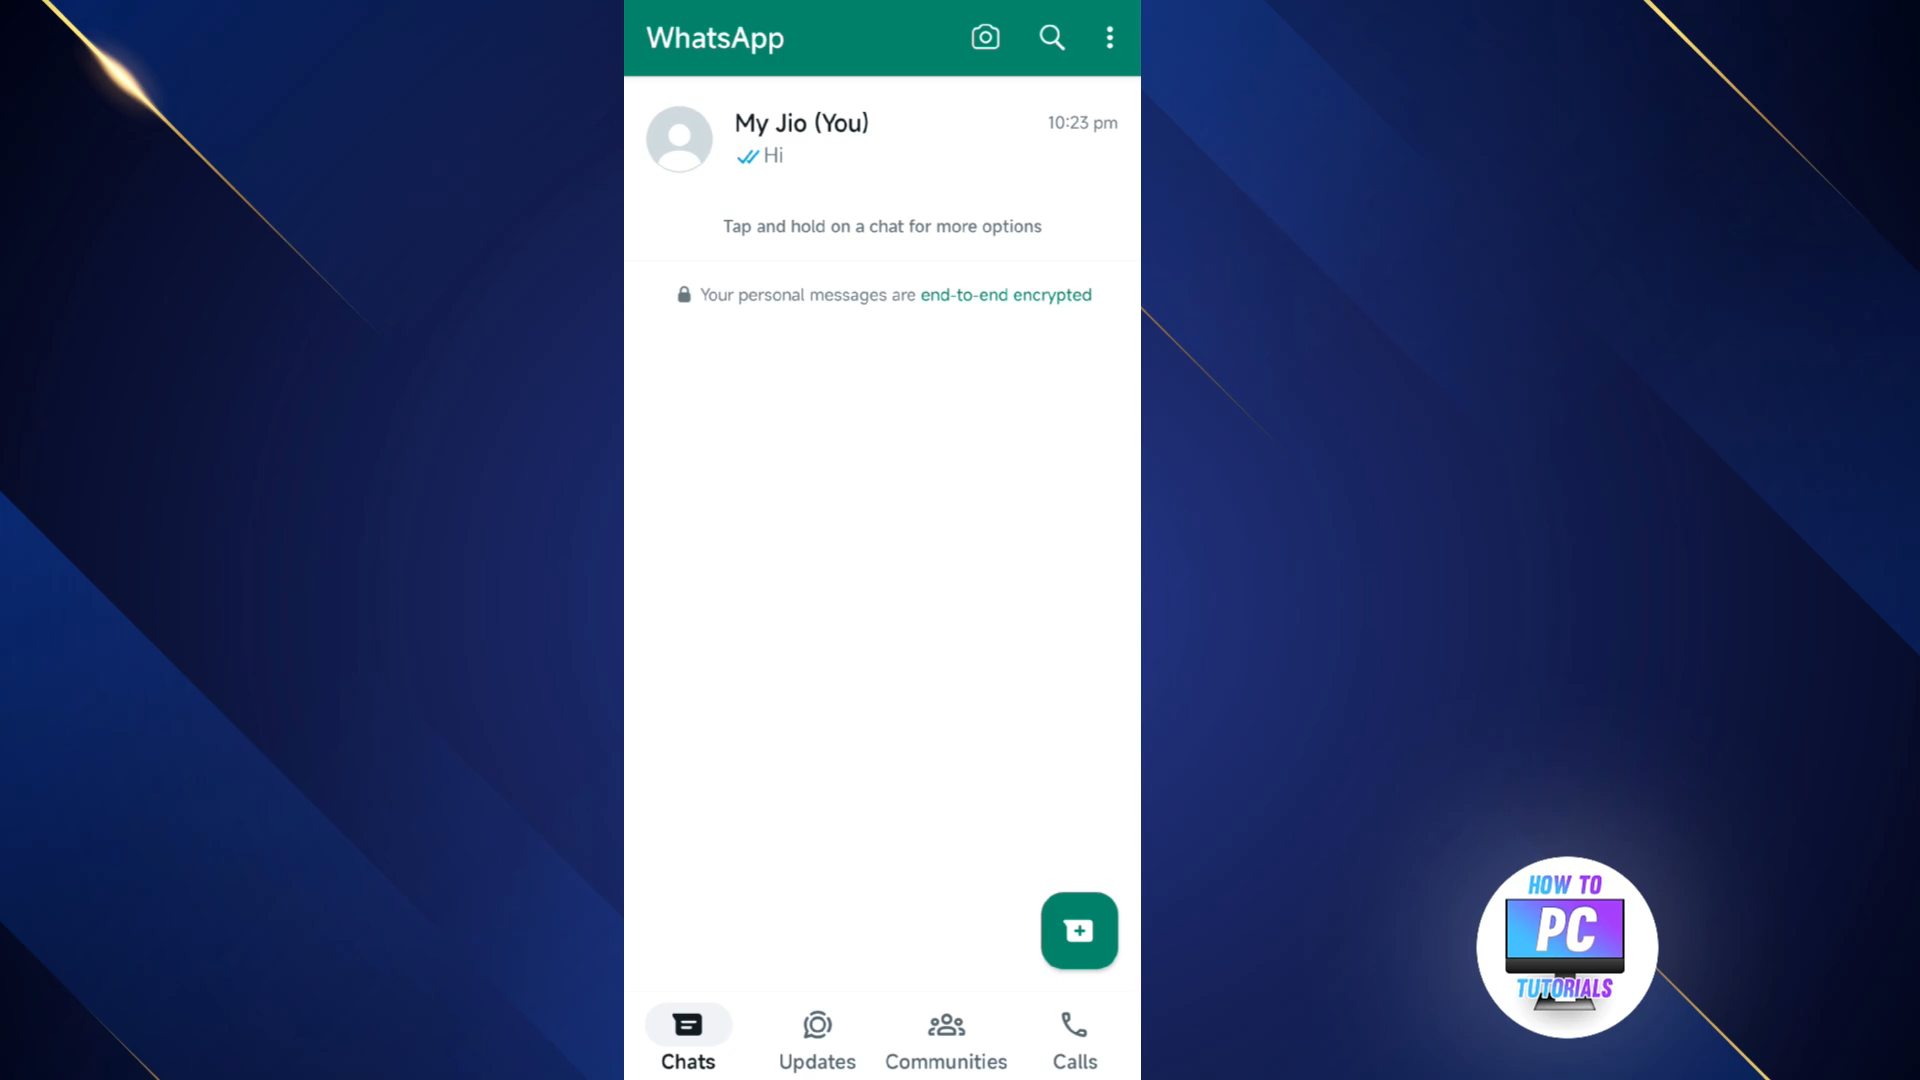 WhatsApp
My Jio (You)
10:23 pm
Hi
Tap and hold on a chat for more options
Your personal messages are end-to-end encrypted
Chats
Updates
Communities
Calls
HOW TO
PC
TUTORIALS